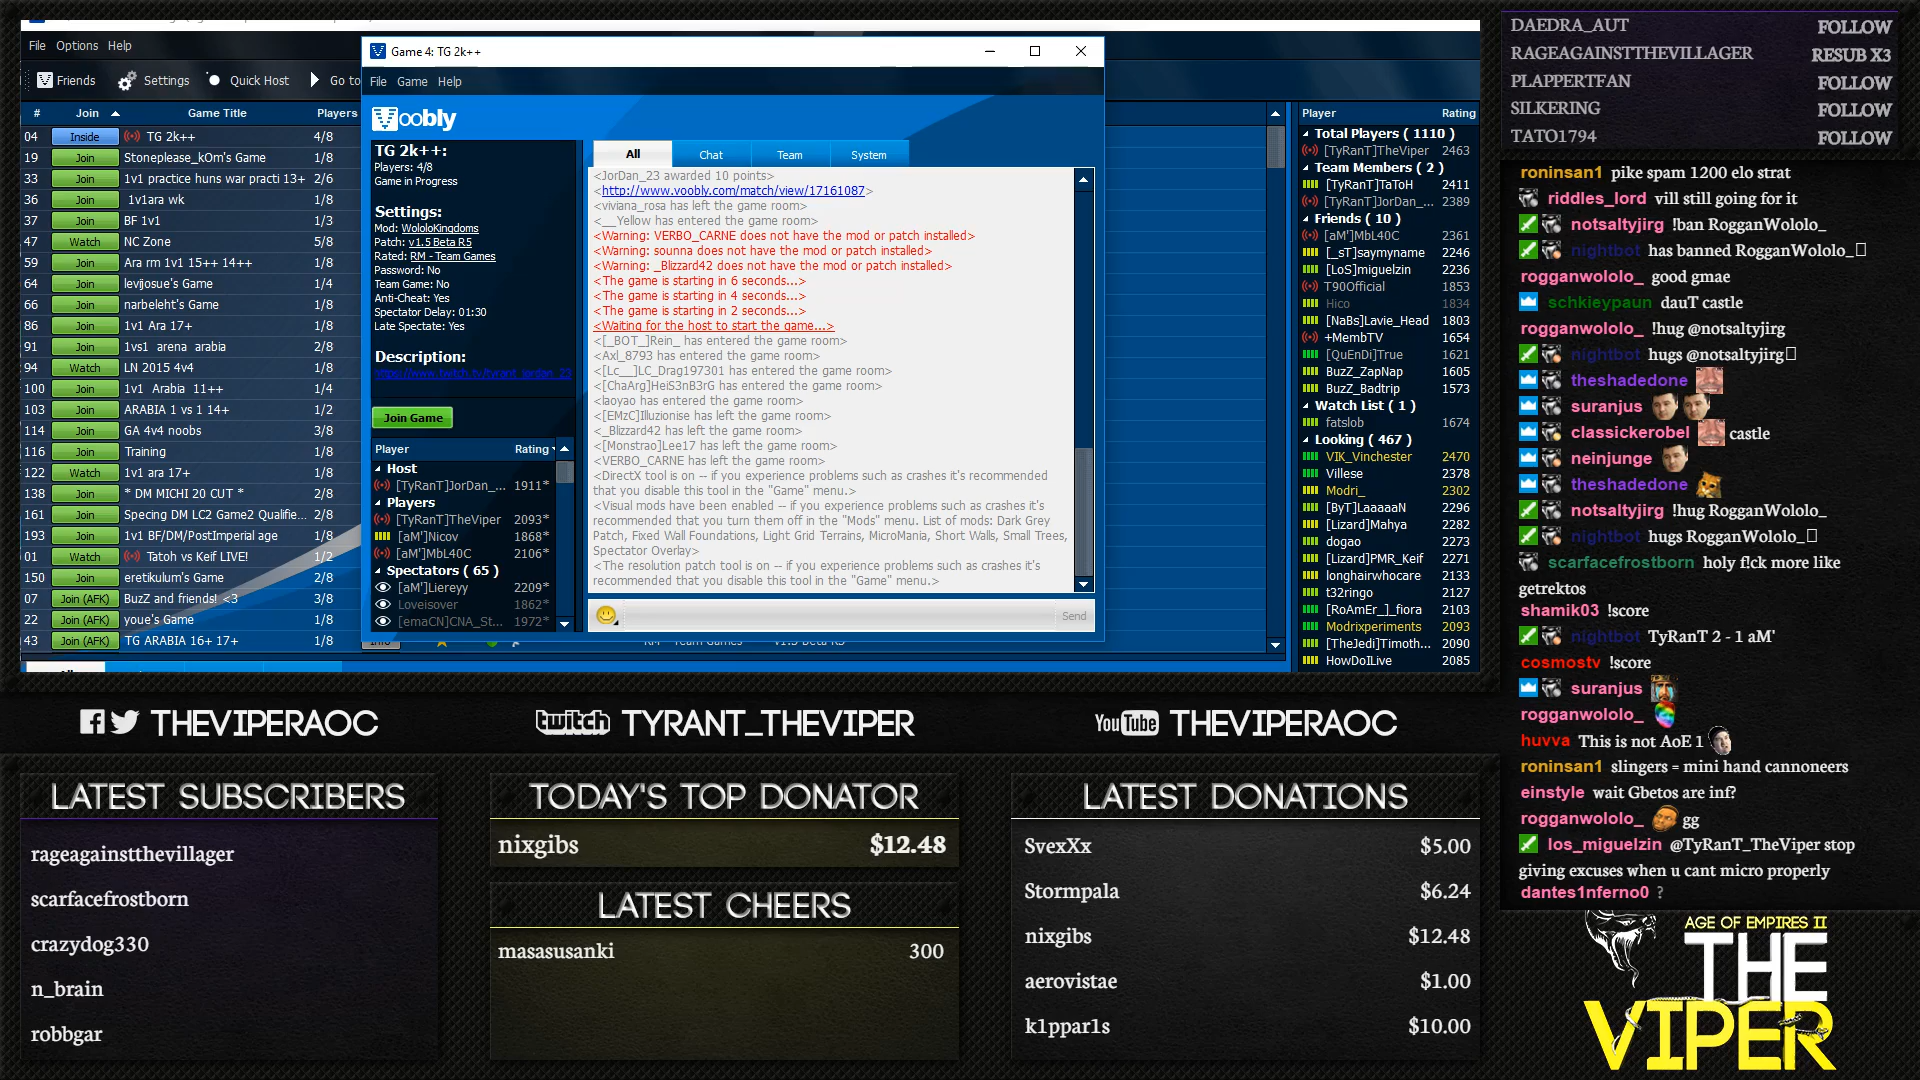 File Options Help
Friends Settings Quick Host Go to
# Join Game Title Players
04 Inside TG 2k++ 4/8
19 Join Stoneplease_kOm's Game 1/8
33 Join 1v1 practice huns war practi 13+ 2/6
36 Join 1v1ara wk 1/8
37 Join BF 1v1 1/3
47 Watch NC Zone 5/8
59 Join Ara rm 1v1 15++ 14++ 1/8
64 Join levijosue's Game 1/4
66 Join narbeleht's Game 1/8
86 Join 1v1 Ara 17+ 1/8
91 Join 1vs1 arena arabia 2/8
94 Watch LN 2015 4v4 1/8
100 Join 1v1 Arabia 11++ 1/4
103 Join ARABIA 1 vs 1 14+ 1/2
114 Join GA 4v4 noobs 3/8
116 Join Training 1/8
122 Watch 1v1 ara 17+ 1/8
138 Join * DM MICHI 20 CUT * 2/8
161 Join Specing DM LC2 Game2 Qualifie... 2/8
193 Join 1v1 BF/DM/PostImperial age 1/8
01 Watch Tatoh vs Keif LIVE! 1/2
150 Join eretikulum's Game 2/8
07 Join (AFK) BuzZ and friends! <3 3/8
22 Join (AFK) youe's Game 1/8
43 Join (AFK) TG ARABIA 16+ 17+ 1/8
Game 4: TG 2k++
File Game Help
Voobly
TG 2k++:
Players: 4/8
Game in Progress
Settings:
Mod: WololoKingdoms
Patch: v1.5 Beta R5
Rated: RM - Team Games
Password: No
Team Game: No
Anti-Cheat: Yes
Spectator Delay: 01:30
Late Spectate: Yes
Description:
https://www.twitch.tv/tyrant_jordan_23
Join Game
Player Rating
Host
[TyRanT]JorDan_... 1911*
Players
[TyRanT]TheViper 2093*
[aM']Nicov 1868*
[aM']MbL40C 2106*
Spectators ( 65 )
[aM']Liereyy 2209*
Loveisover 1862*
[emaCN]CNA_St... 1972*
All Chat Team System
<JorDan_23 awarded 10 points>
<http://www.voobly.com/match/view/17161087>
<viviana_rosa has left the game room>
<__Yellow has entered the game room>
<Warning: VERBO_CARNE does not have the mod or patch installed>
<Warning: sounna does not have the mod or patch installed>
<Warning: _Blizzard42 does not have the mod or patch installed>
<The game is starting in 6 seconds...>
<The game is starting in 4 seconds...>
<The game is starting in 2 seconds...>
<Waiting for the host to start the game...>
<[_BOT_]Rein_ has entered the game room>
<Axl_8793 has entered the game room>
<[Lc__]LC_Drag197301 has entered the game room>
<[ChaArg]HeiS3nB3rG has entered the game room>
<laoyao has entered the game room>
<[EMzC]Illuzionise has left the game room>
<_Blizzard42 has left the game room>
<[Monstrao]Lee17 has left the game room>
<VERBO_CARNE has left the game room>
<DirectX tool is on -- if you experience problems such as crashes it's recommended
that you disable this tool in the "Game" menu.>
<Visual mods have been enabled -- if you experience problems such as crashes it's
recommended that you turn them off in the "Mods" menu. List of mods: Dark Grey
Patch, Fixed Wall Foundations, Light Grid Terrains, MicroMania, Short Walls, Small Trees,
Spectator Overlay>
<The resolution patch tool is on -- if you experience problems such as crashes it's
recommended that you disable this tool in the "Game" menu.>
Send
Player Rating
Total Players ( 1110 )
[TyRanT]TheViper 2463
Team Members ( 2 )
[TyRanT]TaToH 2411
[TyRanT]JorDan_... 2389
Friends ( 10 )
[aM']MbL40C 2361
[_sT]saymyname 2246
[LoS]miguelzin 2236
T90Official 1853
Hico 1834
[NaBs]Lavie_Head 1803
+MembTV 1654
[QuEnDi]True 1621
BuzZ_ZapNap 1605
BuzZ_Badtrip 1573
Watch List ( 1 )
fatslob 1674
Looking ( 467 )
VIK_Vinchester 2470
Villese 2378
Modri_ 2302
[ByT]LaaaaaN 2296
[Lizard]Mahya 2282
dogao 2273
[Lizard]PMR_Keif 2271
longhairwhocare 2133
t32ringo 2127
[RoAmEr_]_fiora 2103
Modrixperiments 2093
[TheJedi]Timoth... 2090
HowDoILive 2085
DAEDRA_AUT FOLLOW
RAGEAGAINSTTHEVILLAGER RESUB X3
PLAPPERTFAN FOLLOW
SILKERING FOLLOW
TATO1794 FOLLOW
roninsan1 pike spam 1200 elo strat
riddles_lord vill still going for it
notsaltyjirg !ban RogganWololo_
nightbot has banned RogganWololo_
rogganwololo_ good gmae
schkieypaun dauT castle
rogganwololo_ !hug @notsaltyjirg
nightbot hugs @notsaltyjirg
theshadedone
suranjus
classickerobel castle
neinjunge
theshadedone
notsaltyjirg !hug RogganWololo_
nightbot hugs RogganWololo_
scarfacefrostborn holy f!ck more like
getrektos
shamik03 !score
nightbot TyRanT 2 - 1 aM'
cosmostv !score
suranjus
rogganwololo_
huvva This is not AoE 1
roninsan1 slingers = mini hand cannoneers
einstyle wait Gbetos are inf?
rogganwololo_ gg
los_miguelzin @TyRanT_TheViper stop
giving excuses when u cant micro properly
dantes1nferno0 ?
THEVIPERAOC
twitch TYRANT_THEVIPER
YouTube THEVIPERAOC
LATEST SUBSCRIBERS
rageagainstthevillager
scarfacefrostborn
crazydog330
n_brain
robbgar
TODAY'S TOP DONATOR
nixgibs $12.48
LATEST CHEERS
masasusanki 300
LATEST DONATIONS
SvexXx $5.00
Stormpala $6.24
nixgibs $12.48
aerovistae $1.00
k1ppar1s $10.00
AGE OF EMPIRES II
THE
VIPER